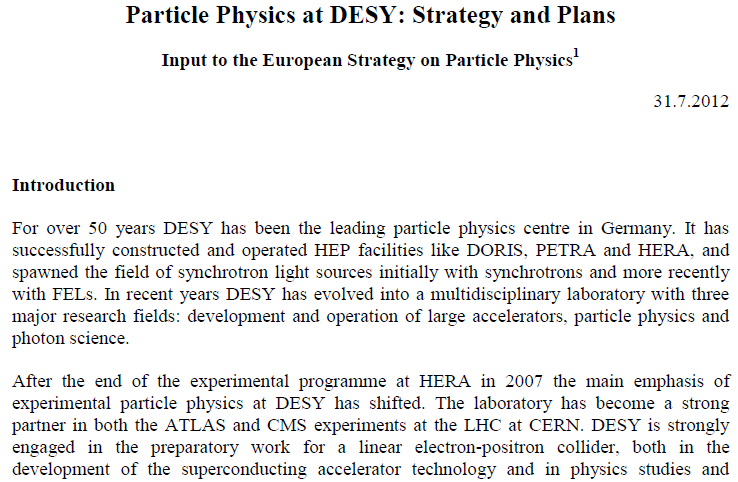 Particle Physics at DESY: Strategy and Plans
Input to the European Strategy on Particle Physics1
31.7.2012
Introduction
For over 50 years DESY has been the leading particle physics centre in Germany. It has
successfully constructed and operated HEP facilities like DORIS, PETRA and HERA, and
spawned the field of synchrotron light sources initially with synchrotrons and more recently
with FELs. In recent years DESY has evolved into a multidisciplinary laboratory with three
major research fields: development and operation of large accelerators, particle physics and
photon science.
After the end of the experimental programme at HERA in 2007 the main emphasis of
experimental particle physics at DESY has shifted. The laboratory has become a strong
partner in both the ATLAS and CMS experiments at the LHC at CERN. DESY is strongly
engaged in the preparatory work for a linear electron-positron collider, both in the
development of the superconducting accelerator technology and in physics studies and